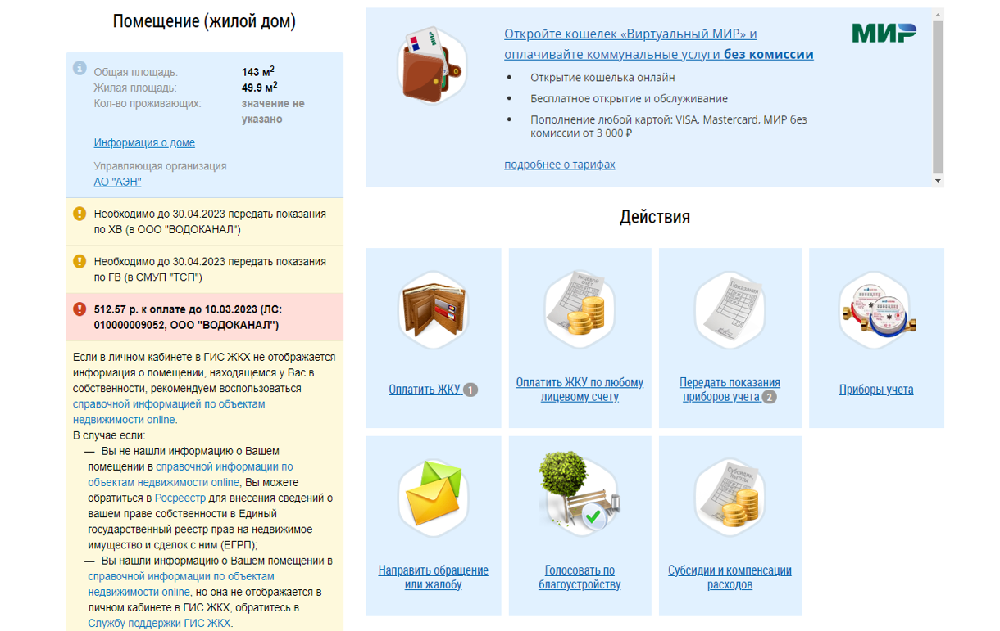 Помещение (жилой дом)
Общая площадь: 143 м²
Жилая площадь: 49.9 м²
Кол-во проживающих: значение не
указано
Информация о доме
Управляющая организация
АО "АЭН"
Необходимо до 30.04.2023 передать показания
по ХВ (в ООО "ВОДОКАНАЛ")
Необходимо до 30.04.2023 передать показания
по ГВ (в СМУП "ТСП")
512.57 р. к оплате до 10.03.2023 (ЛС:
010000009052, ООО "ВОДОКАНАЛ")
Если в личном кабинете в ГИС ЖКХ не отображается
информация о помещении, находящемся у Вас в
собственности, рекомендуем воспользоваться
справочной информацией по объектам
недвижимости online.
В случае если:
— Вы не нашли информацию о Вашем
помещении в справочной информации по
объектам недвижимости online, Вы можете
обратиться в Росреестр для внесения сведений о
вашем праве собственности в Единый
государственный реестр прав на недвижимое
имущество и сделок с ним (ЕГРП);
— Вы нашли информацию о Вашем помещении в
справочной информации по объектам
недвижимости online, но она не отображается в
личном кабинете в ГИС ЖКХ, обратитесь в
Службу поддержки ГИС ЖКХ.
МИР
Откройте кошелек «Виртуальный МИР» и
оплачивайте коммунальные услуги без комиссии
МИР
• Открытие кошелька онлайн
• Бесплатное открытие и обслуживание
• Пополнение любой картой: VISA, Mastercard, МИР без
комиссии от 3 000 ₽
подробнее о тарифах
Действия
Оплатить ЖКУ 1
Лицевой
счет
Оплатить ЖКУ по любому
лицевому счету
Показания
Передать показания
приборов учета 2
Приборы учета
Направить обращение
или жалобу
Голосовать по
благоустройству
Субсидии
льготы
Субсидии и компенсации
расходов